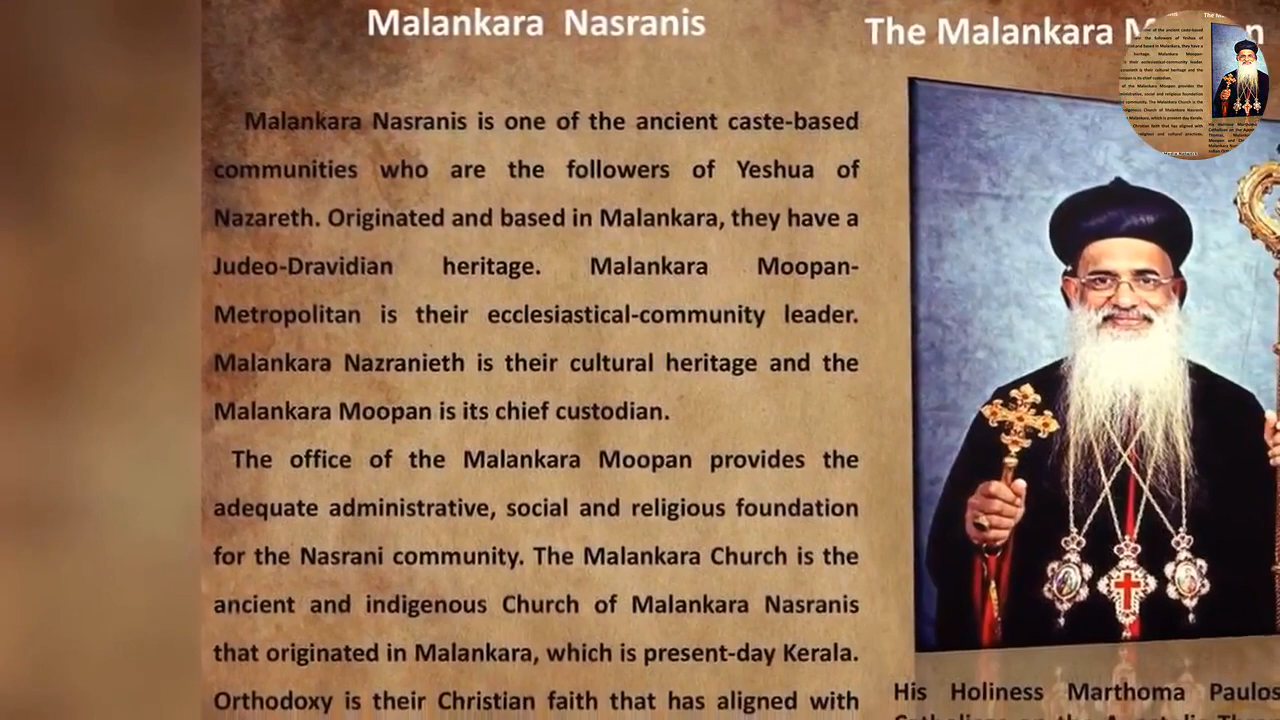 Malankara Nasranis
Malankara Nasranis is one of the ancient caste-based
communities who are the followers of Yeshua of
Nazareth. Originated and based in Malankara, they have a
Judeo-Dravidian heritage. Malankara Moopan-
Metropolitan is their ecclesiastical-community leader.
Malankara Nazranieth is their cultural heritage and the
Malankara Moopan is its chief custodian.
The office of the Malankara Moopan provides the
adequate administrative, social and religious foundation
for the Nasrani community. The Malankara Church is the
ancient and indigenous Church of Malankara Nasranis
that originated in Malankara, which is present-day Kerala.
Orthodoxy is their Christian faith that has aligned with
The Malankara
His Holiness Marthoma Paulos